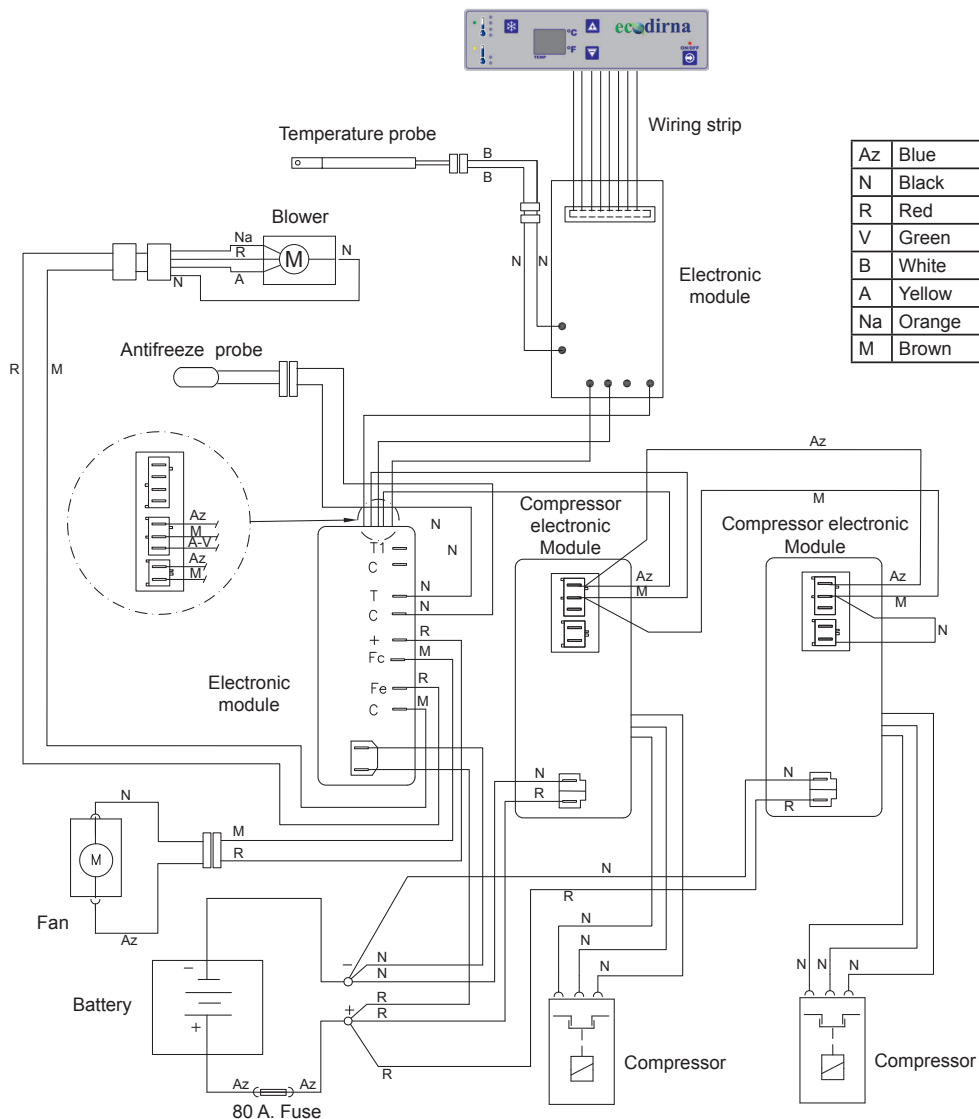 °C
°F
TEMP
ecodirna
ON/OFF
Wiring strip
Temperature probe
B
B
Az Blue
N Black
R Red
V Green
B White
A Yellow
Na Orange
M Brown
Blower
Na
R
A
N
M
N
N
N
Electronic
module
R
M
Antifreeze probe
Az
M
A-V
Az
M
N
N
T1
C
T
C
+
Fc
Fe
C
N
N
R
M
R
M
Electronic
module
Compressor
electronic
Module
Az
M
Az
M
Compressor electronic
Module
Az
M
N
N
R
N
R
N
M
Fan
Az
M
R
N
R
Battery
-
+
Az
Az
80 A. Fuse
-
N
N
+
R
R
R
N
N
N
Compressor
N
N
N
Compressor